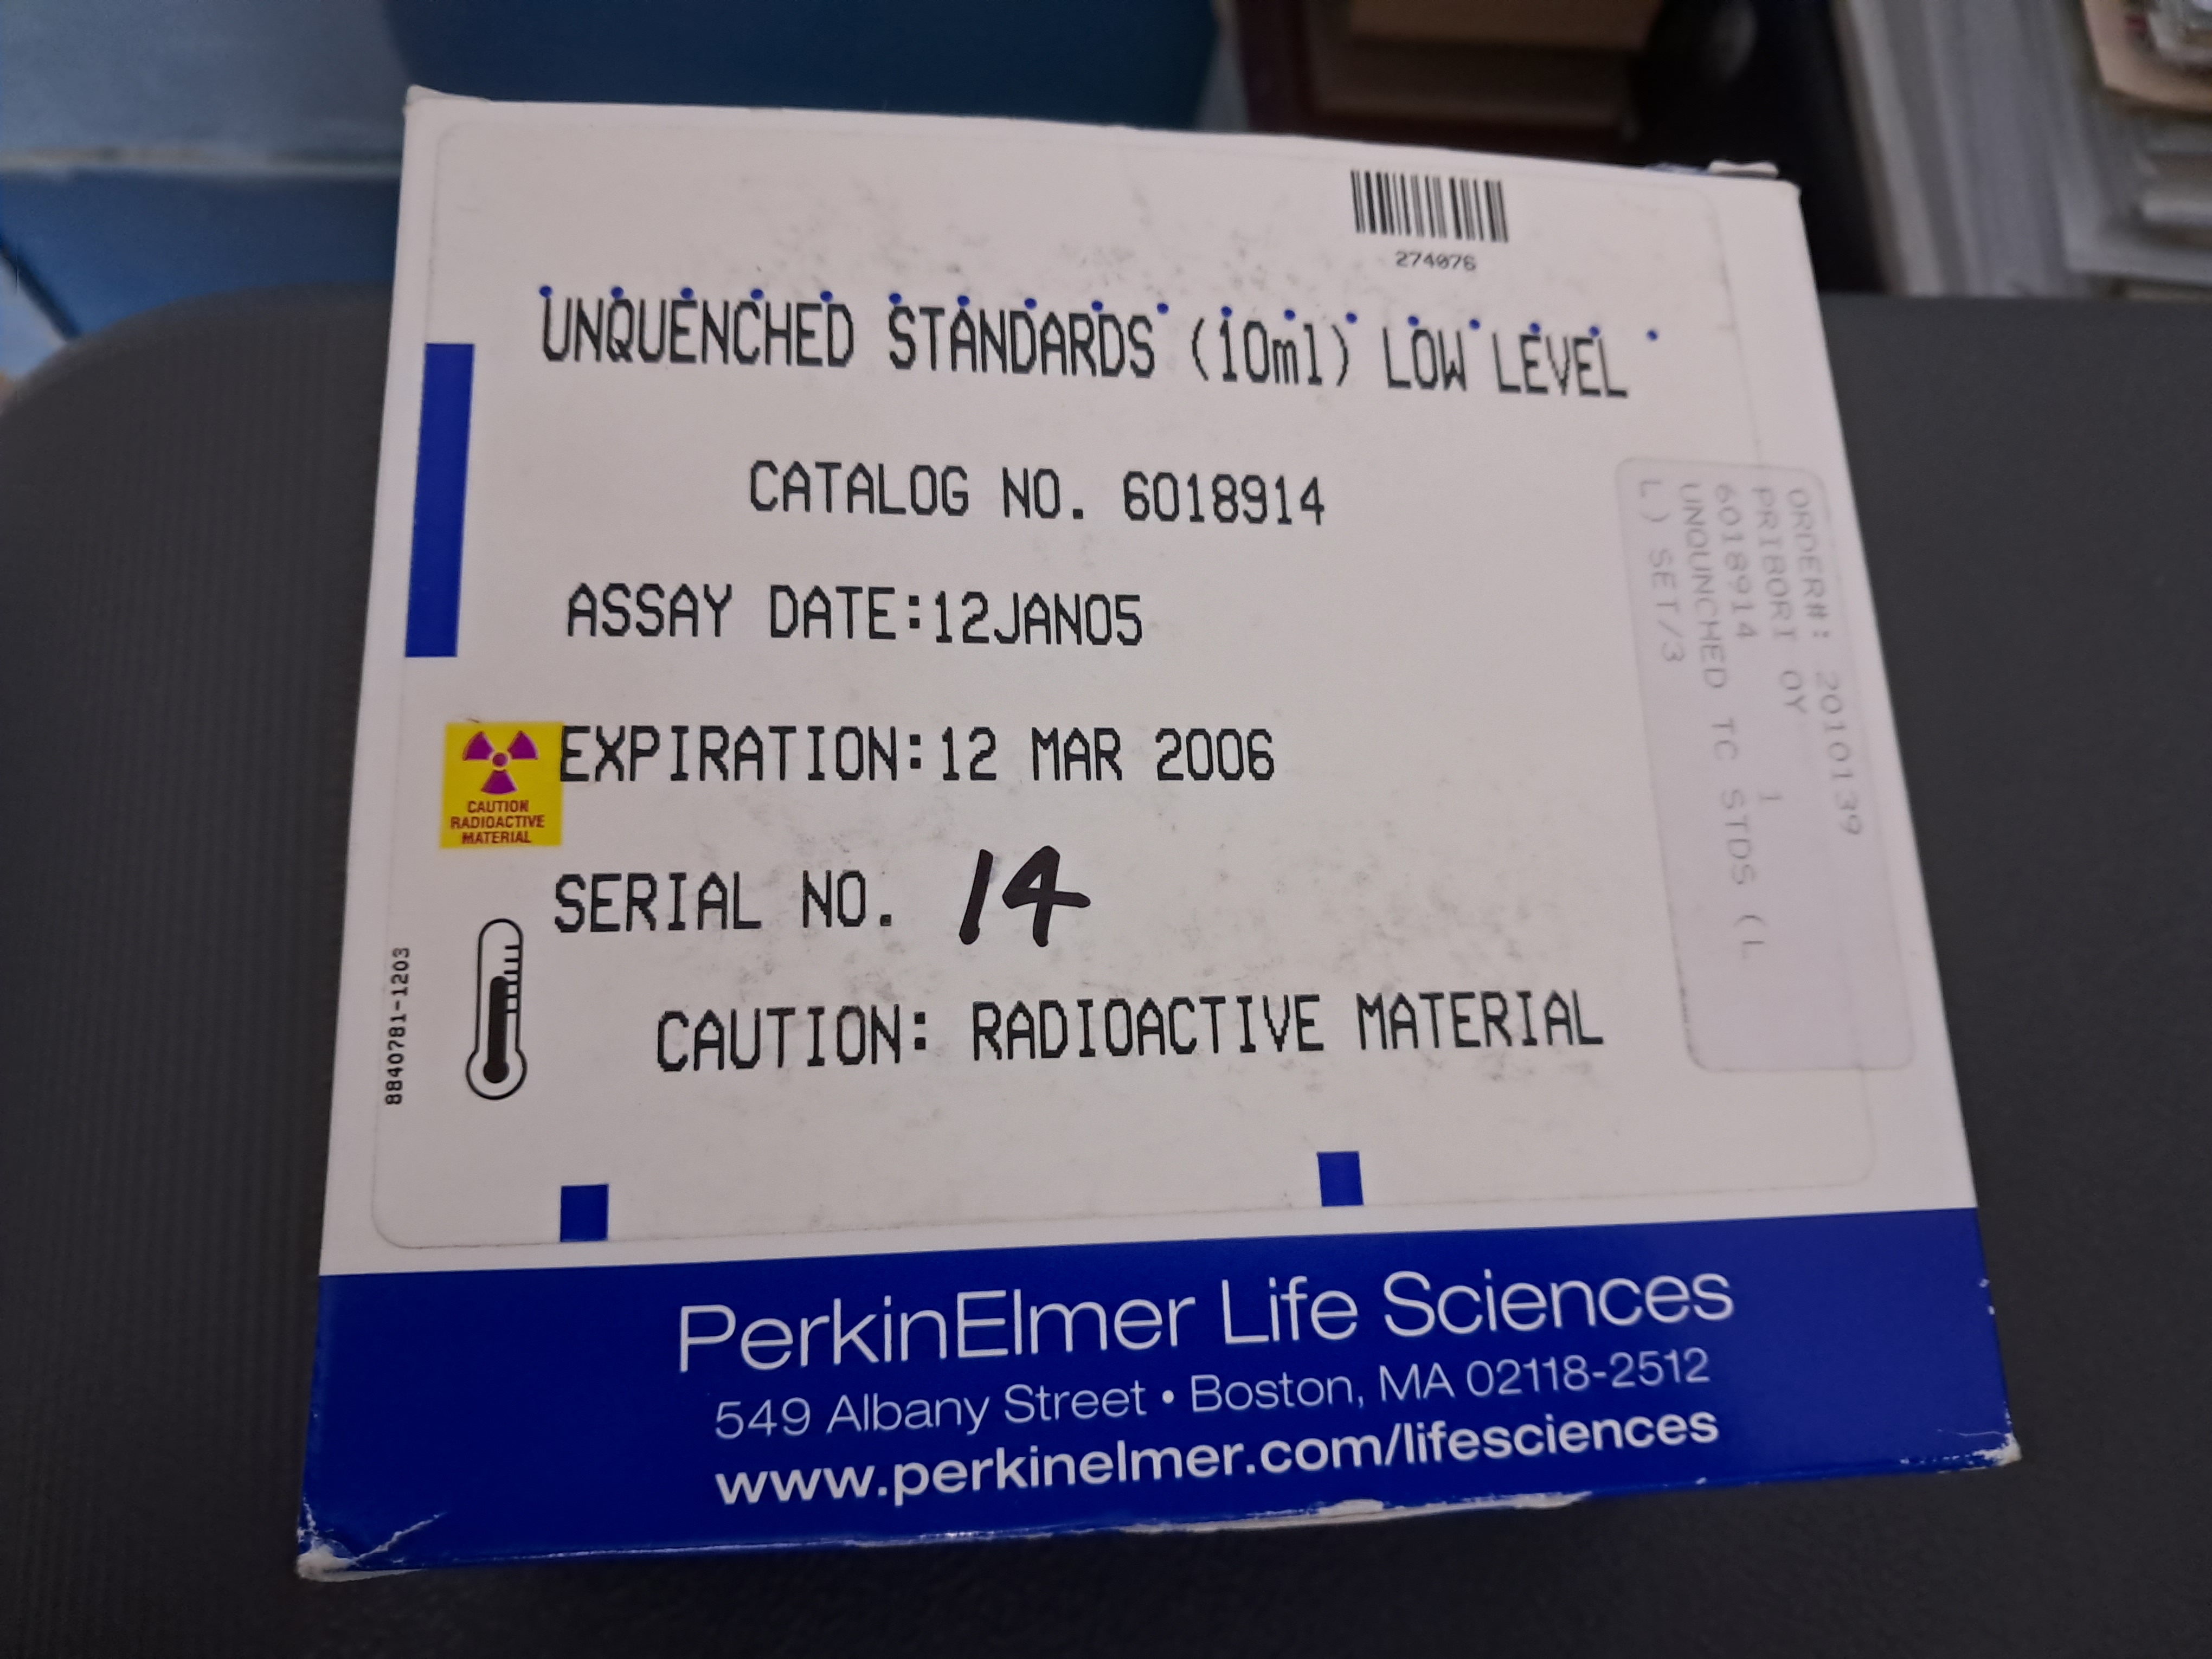 274076
UNQUENCHED STANDARDS (10ml) LOW LEVEL
CATALOG NO. 6018914
ASSAY DATE:12JAN05
EXPIRATION:12 MAR 2006
CAUTION
RADIOACTIVE
MATERIAL
SERIAL NO. 14
CAUTION: RADIOACTIVE MATERIAL
8840781-1203
ORDER#: 2010139
PRIBORI OY 1
6018914
UNQUNCHED TC STDS (L
L) SET/3
PerkinElmer Life Sciences
549 Albany Street • Boston, MA 02118-2512
www.perkinelmer.com/lifesciences